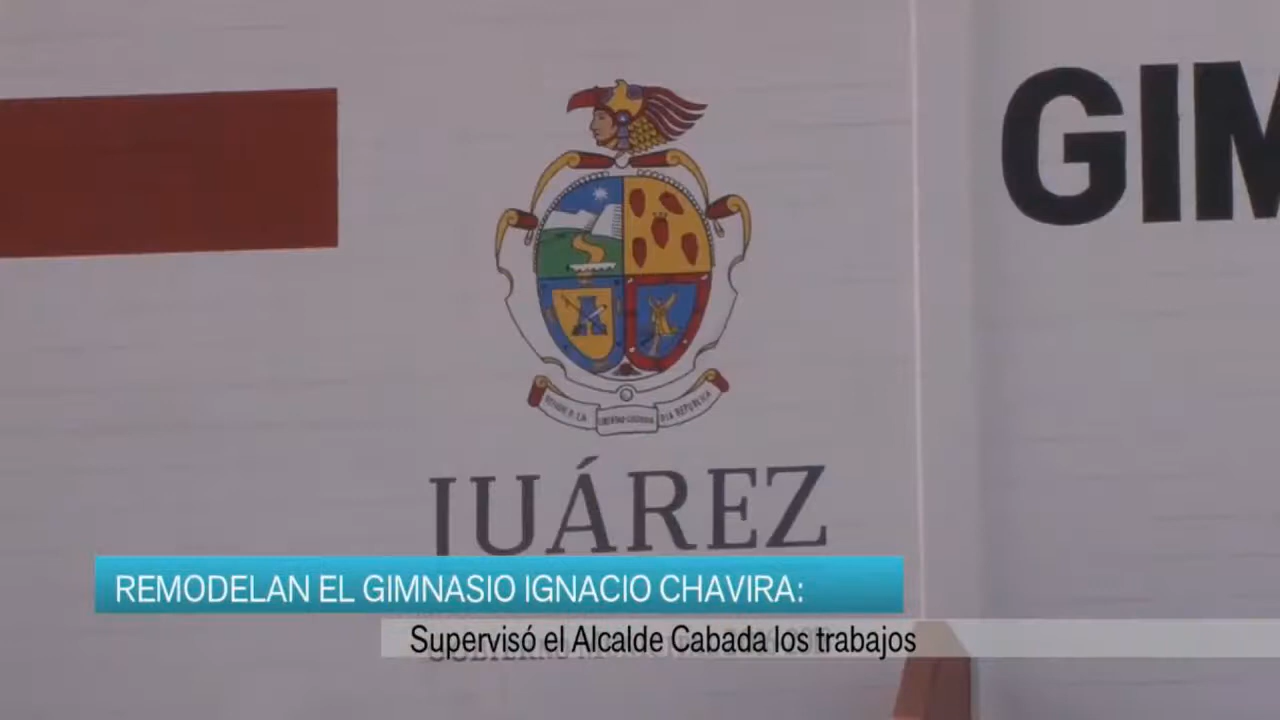 GIM
JUÁREZ
REMODELAN EL GIMNASIO IGNACIO CHAVIRA:
Supervisó el Alcalde Cabada los trabajos